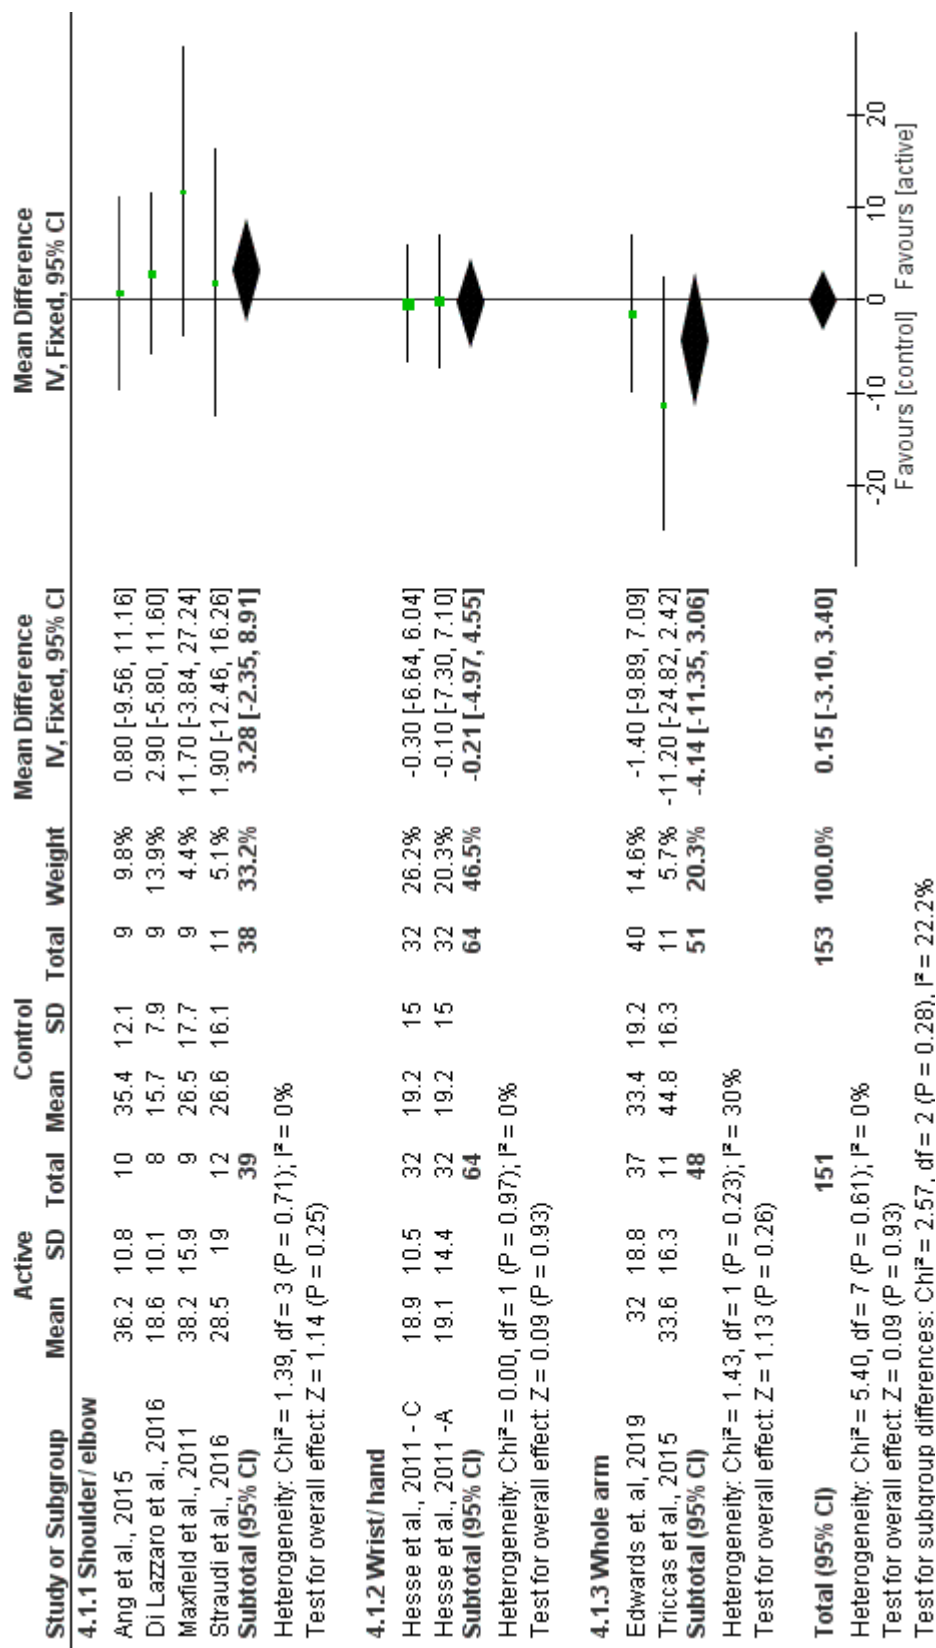 Active Control Mean Difference Mean Difference
Study or Subgroup Mean SD Total Mean SD Total Weight IV, Fixed, 95% CI IV, Fixed, 95% CI
4.1.1 Shoulder/ elbow
Ang et al., 2015 36.2 10.8 10 35.4 12.1 9 9.8% 0.80 [-9.56, 11.16]
Di Lazzaro et al., 2016 18.6 10.1 8 15.7 7.9 9 13.9% 2.90 [-5.80, 11.60]
Maxfield et al., 2011 38.2 15.9 9 26.5 17.7 9 4.4% 11.70 [-3.84, 27.24]
Straudi et al., 2016 28.5 19 12 26.6 16.1 11 5.1% 1.90 [-12.46, 16.26]
Subtotal (95% CI) 39 38 33.2% 3.28 [-2.35, 8.91]
Heterogeneity: Chi² = 1.39, df = 3 (P = 0.71); I² = 0%
Test for overall effect: Z = 1.14 (P = 0.25)
4.1.2 Wrist/ hand
Hesse et al., 2011 - C 18.9 10.5 32 19.2 15 32 26.2% -0.30 [-6.64, 6.04]
Hesse et al., 2011 -A 19.1 14.4 32 19.2 15 32 20.3% -0.10 [-7.30, 7.10]
Subtotal (95% CI) 64 64 46.5% -0.21 [-4.97, 4.55]
Heterogeneity: Chi² = 0.00, df = 1 (P = 0.97); I² = 0%
Test for overall effect: Z = 0.09 (P = 0.93)
4.1.3 Whole arm
Edwards et. al, 2019 32 18.8 37 33.4 19.2 40 14.6% -1.40 [-9.89, 7.09]
Triccas et al., 2015 33.6 16.3 11 44.8 16.3 11 5.7% -11.20 [-24.82, 2.42]
Subtotal (95% CI) 48 51 20.3% -4.14 [-11.35, 3.06]
Heterogeneity: Chi² = 1.43, df = 1 (P = 0.23); I² = 30%
Test for overall effect: Z = 1.13 (P = 0.26)
Total (95% CI) 151 153 100.0% 0.15 [-3.10, 3.40]
Heterogeneity: Chi² = 5.40, df = 7 (P = 0.61); I² = 0%
Test for overall effect: Z = 0.09 (P = 0.93)
Test for subgroup differences: Chi² = 2.57, df = 2 (P = 0.28), I² = 22.2%
-20 -10 0 10 20
Favours [control] Favours [active]